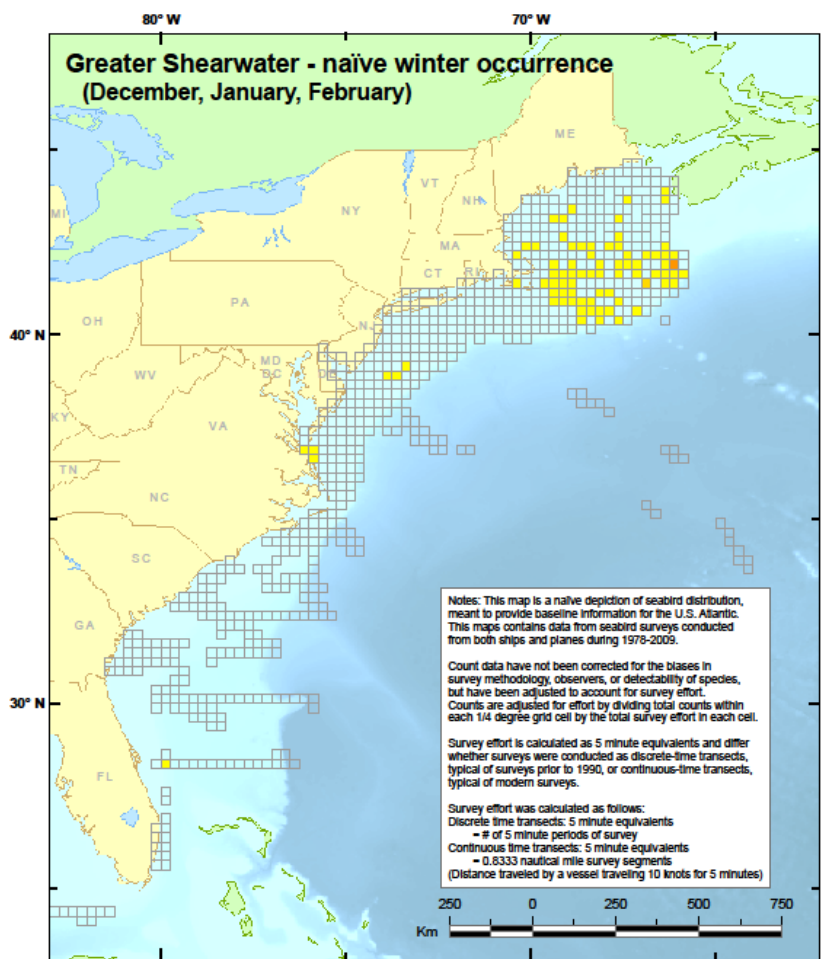 80° W
70° W
Greater Shearwater - naïve winter occurrence
(December, January, February)
ME
VT
NH
MI
NY
MA
CT
RI
PA
OH
NJ
40° N
MD
DC
DE
WV
KY
VA
TN
NC
SC
GA
Notes: This map is a naïve depiction of seabird distribution,
meant to provide baseline information for the U.S. Atlantic.
This maps contains data from seabird surveys conducted
from both ships and planes during 1978-2009.
Count data have not been corrected for the biases in
survey methodology, observers, or detectability of species,
but have been adjusted to account for survey effort.
Counts are adjusted for effort by dividing total counts within
each 1/4 degree grid cell by the total survey effort in each cell.
Survey effort is calculated as 5 minute equivalents and differ
whether surveys were conducted as discrete-time transects,
typical of surveys prior to 1990, or continuous-time transects,
typical of modern surveys.
Survey effort was calculated as follows:
Discrete time transects: 5 minute equivalents
= # of 5 minute periods of survey
Continuous time transects: 5 minute equivalents
= 0.8333 nautical mile survey segments
(Distance traveled by a vessel traveling 10 knots for 5 minutes)
30° N
FL
250 0 250 500 750
Km